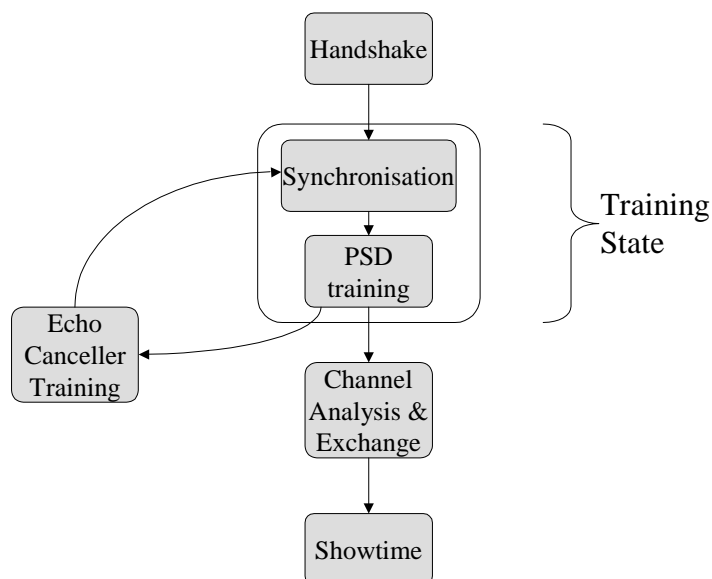 Handshake
Synchronisation
PSD
training
Training
State
Echo
Canceller
Training
Channel
Analysis &
Exchange
Showtime